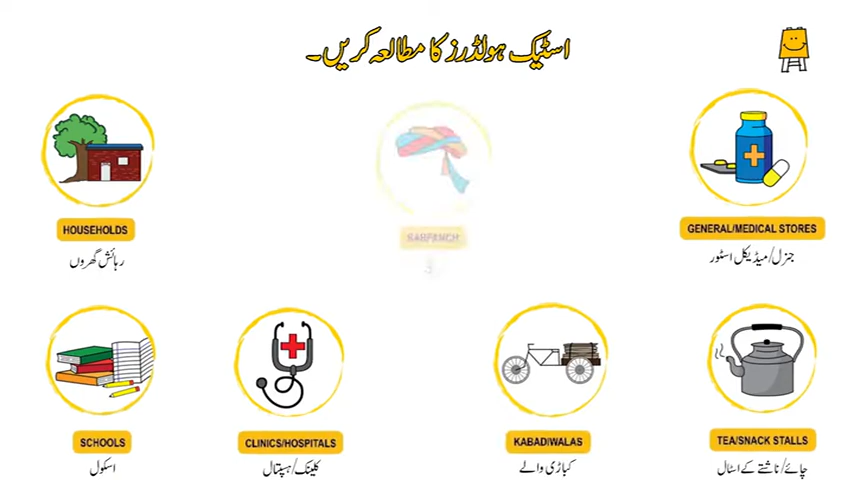 اسٹیک ہولڈرز کا مطالعہ کریں۔
HOUSEHOLDS
رہائش گھروں
SARPANCH
GENERAL/MEDICAL STORES
جنرل/میڈیکل اسٹور
SCHOOLS
اسکول
CLINICS/HOSPITALS
کلینک/ہسپتال
KABADIWALAS
کباڑی والے
TEA/SNACK STALLS
چائے/ناشتے کے اسٹال